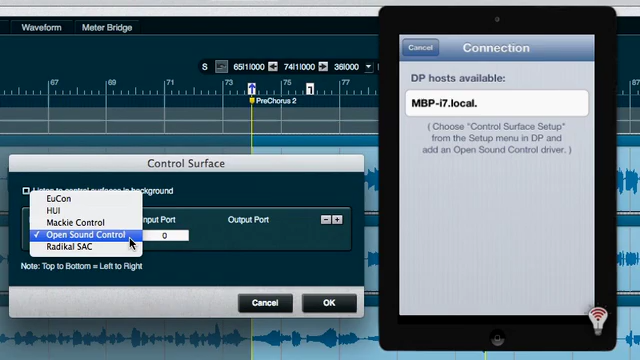 Waveform
Meter Bridge
S
65|1|000
74|1|000
36|000
67
69
71
73
75
77
PreChorus 2
Control Surface
Listen to control surfaces in background
EuCon
HUI
Mackie Control
✓ Open Sound Control
Radikal SAC
Input Port
Output Port
0
Note: Top to Bottom = Left to Right
Cancel
OK
Cancel
Connection
DP hosts available:
MBP-i7.local.
( Choose "Control Surface Setup"
from the Setup menu in DP and
add an Open Sound Control driver. )